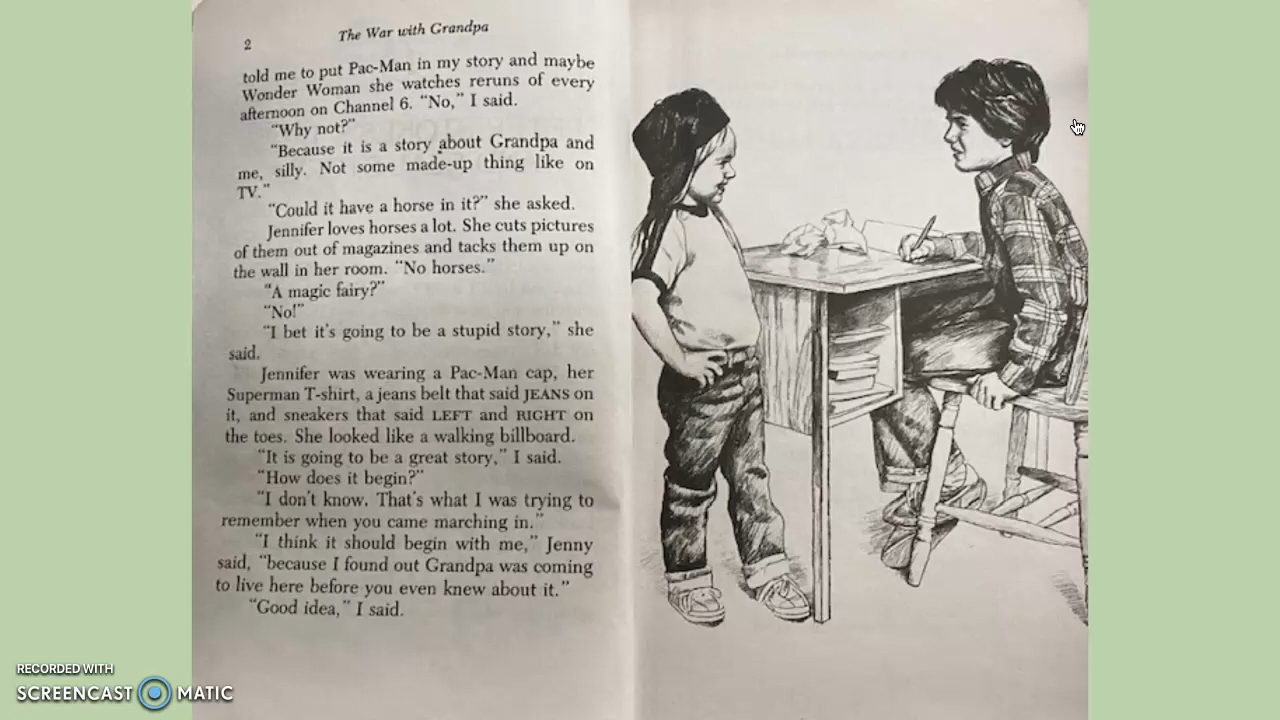 2
The War with Grandpa
told me to put Pac-Man in my story and maybe
Wonder Woman she watches reruns of every
afternoon on Channel 6. “No,” I said.
“Why not?”
“Because it is a story about Grandpa and
me, silly. Not some made-up thing like on
TV.”
“Could it have a horse in it?” she asked.
Jennifer loves horses a lot. She cuts pictures
of them out of magazines and tacks them up on
the wall in her room. “No horses.”
“A magic fairy?”
“No!”
“I bet it's going to be a stupid story,” she
said.
Jennifer was wearing a Pac-Man cap, her
Superman T-shirt, a jeans belt that said JEANS on
it, and sneakers that said LEFT and RIGHT on
the toes. She looked like a walking billboard.
“It is going to be a great story,” I said.
“How does it begin?”
“I don't know. That's what I was trying to
remember when you came marching in.”
“I think it should begin with me,” Jenny
said, “because I found out Grandpa was coming
to live here before you even knew about it.”
“Good idea,” I said.
RECORDED WITH
SCREENCAST MATIC